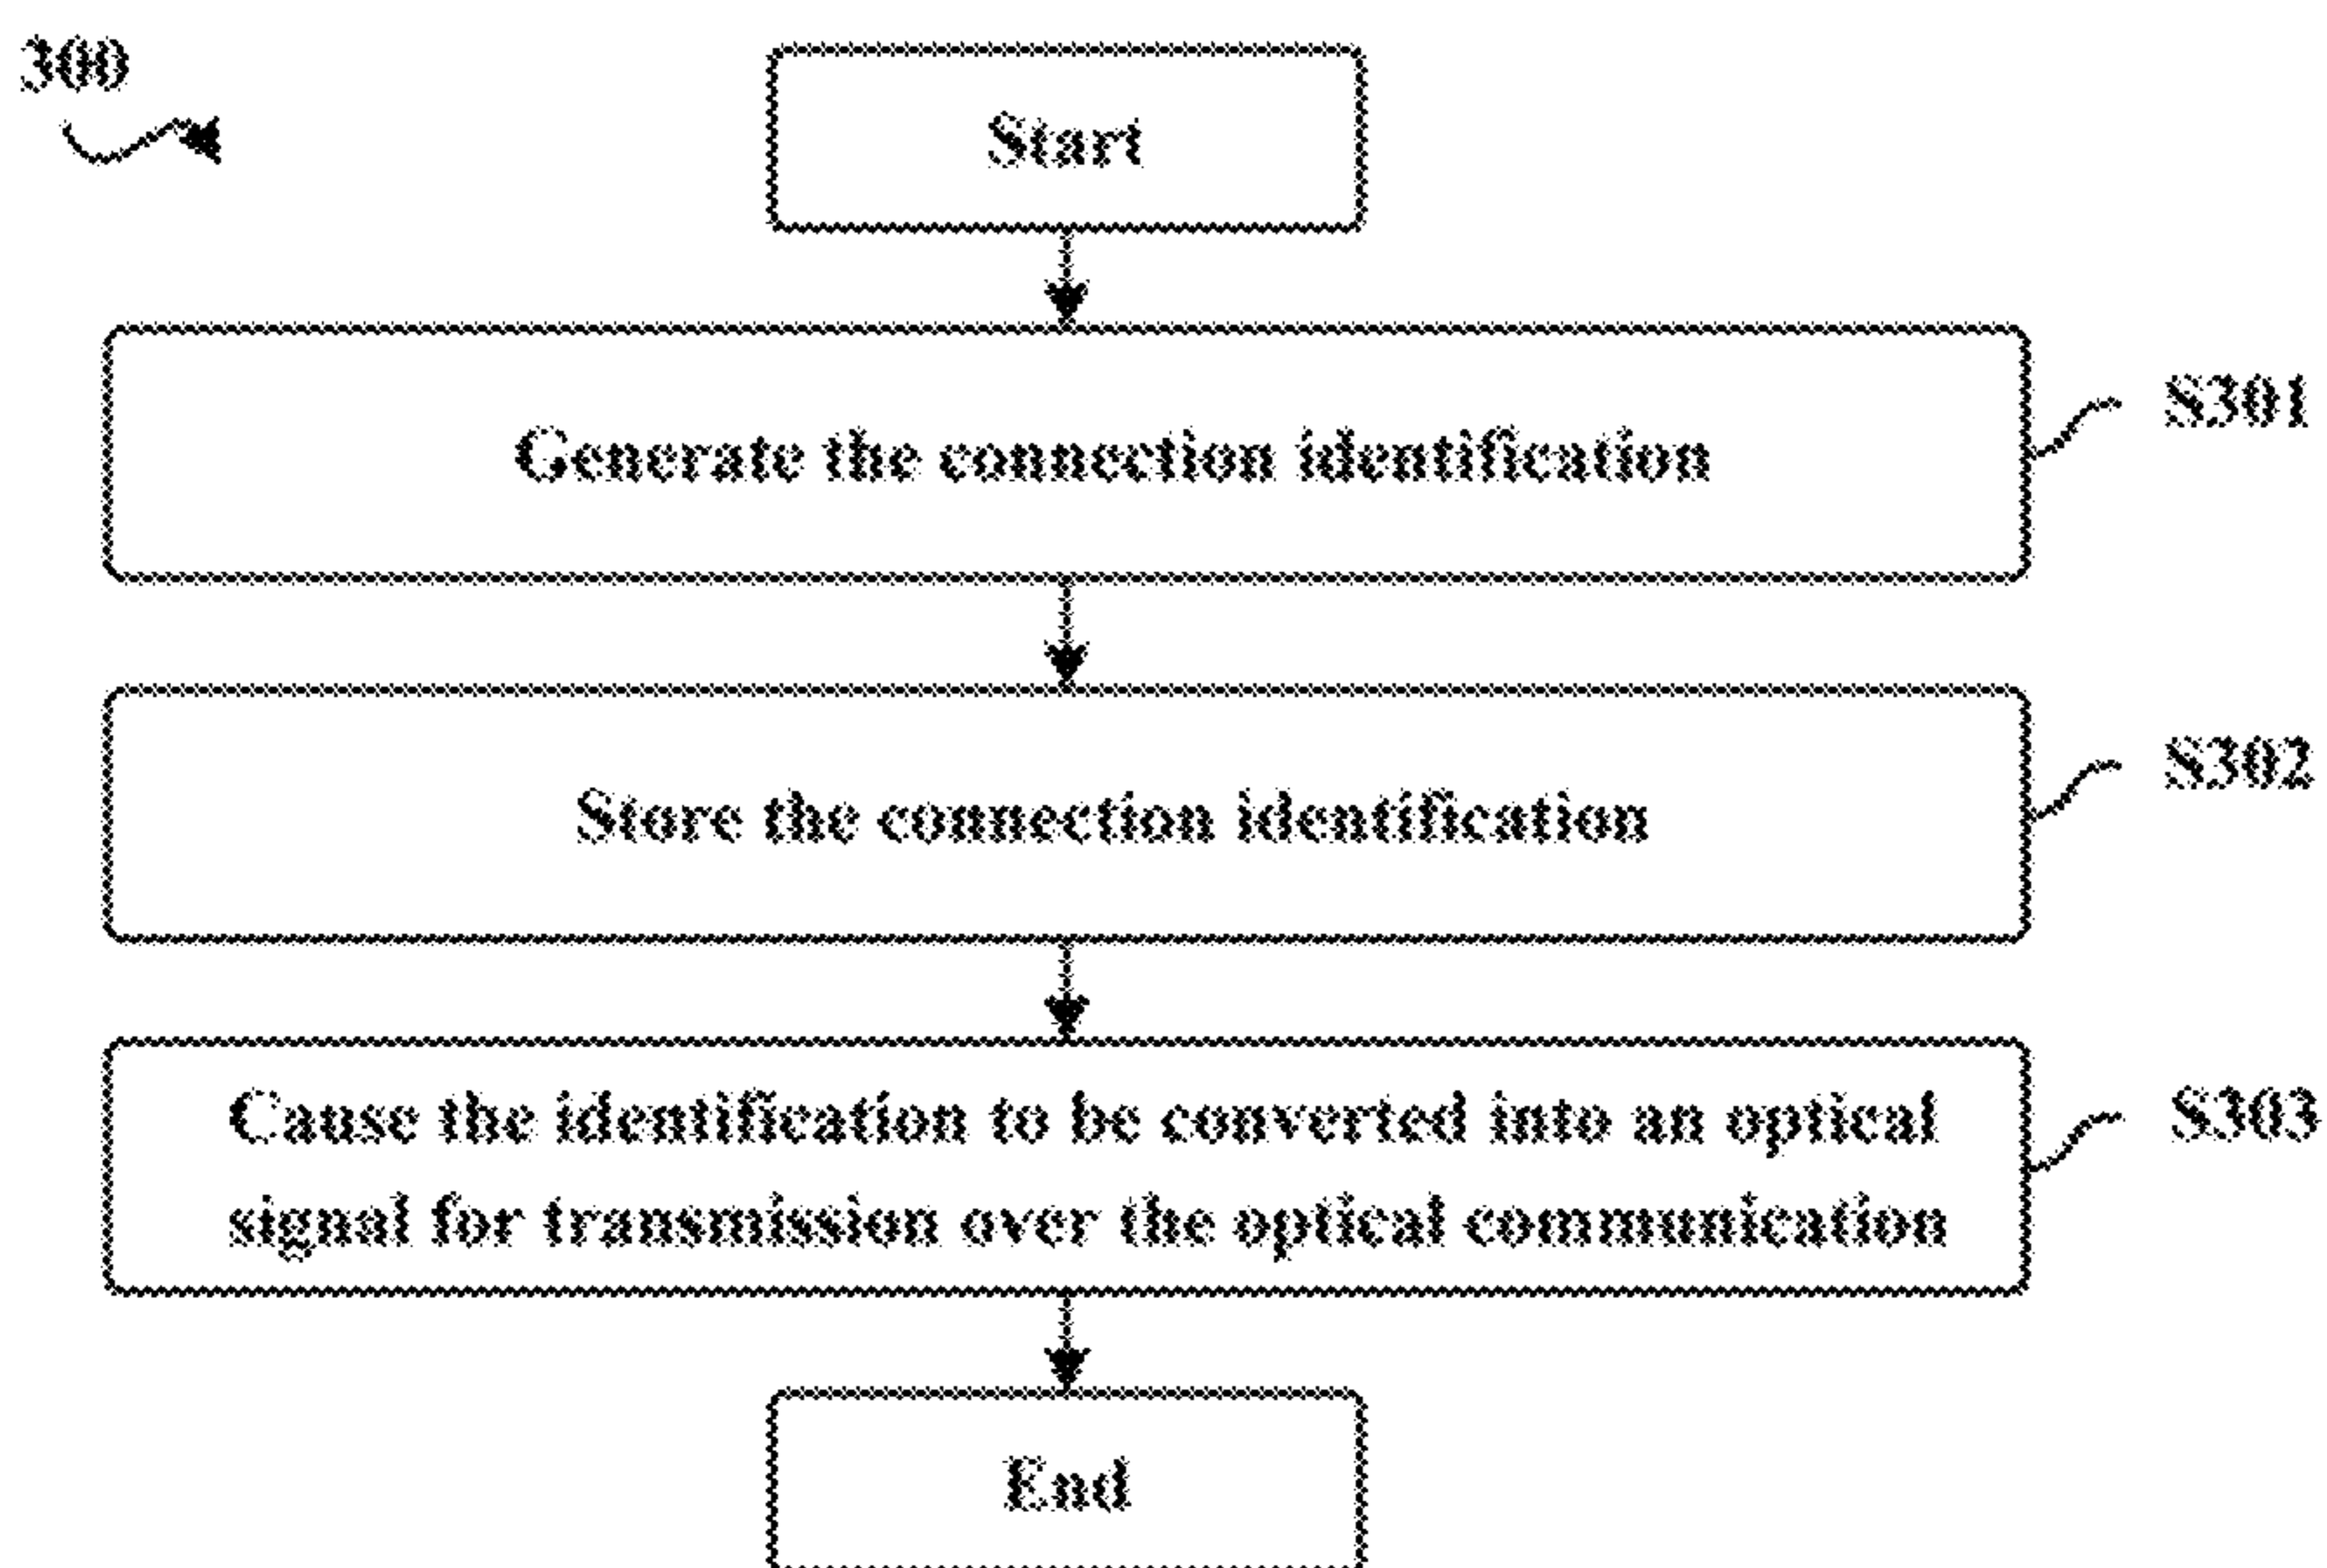 300
Start
Generate the connection identification
S301
Store the connection identification
S302
Cause the identification to be converted into an optical
signal for transmission over the optical communication
S303
End